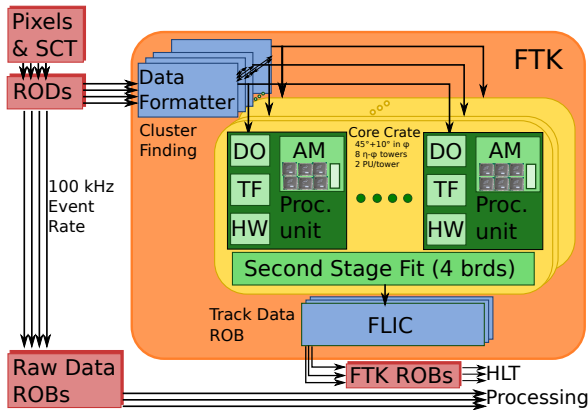 Pixels
& SCT
RODs
Data
Formatter
Cluster
Finding
FTK
Core Crate
45°+10° in φ
8 η-φ towers
2 PU/tower
DO
TF
HW
AM
Proc.
unit
DO
TF
HW
AM
Proc.
unit
Second Stage Fit (4 brds)
100 kHz
Event
Rate
Track Data
ROB
FLIC
FTK ROBs
HLT
Raw Data
ROBs
Processing